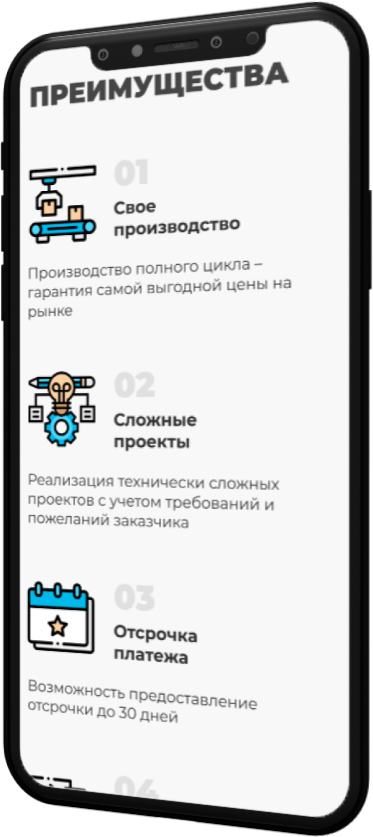 ПРЕИМУЩЕСТВА
01
Свое
производство
Производство полного цикла –
гарантия самой выгодной цены на
рынке
02
Сложные
проекты
Реализация технически сложных
проектов с учетом требований и
пожеланий заказчика
03
Отсрочка
платежа
Возможность предоставление
отсрочки до 30 дней
04